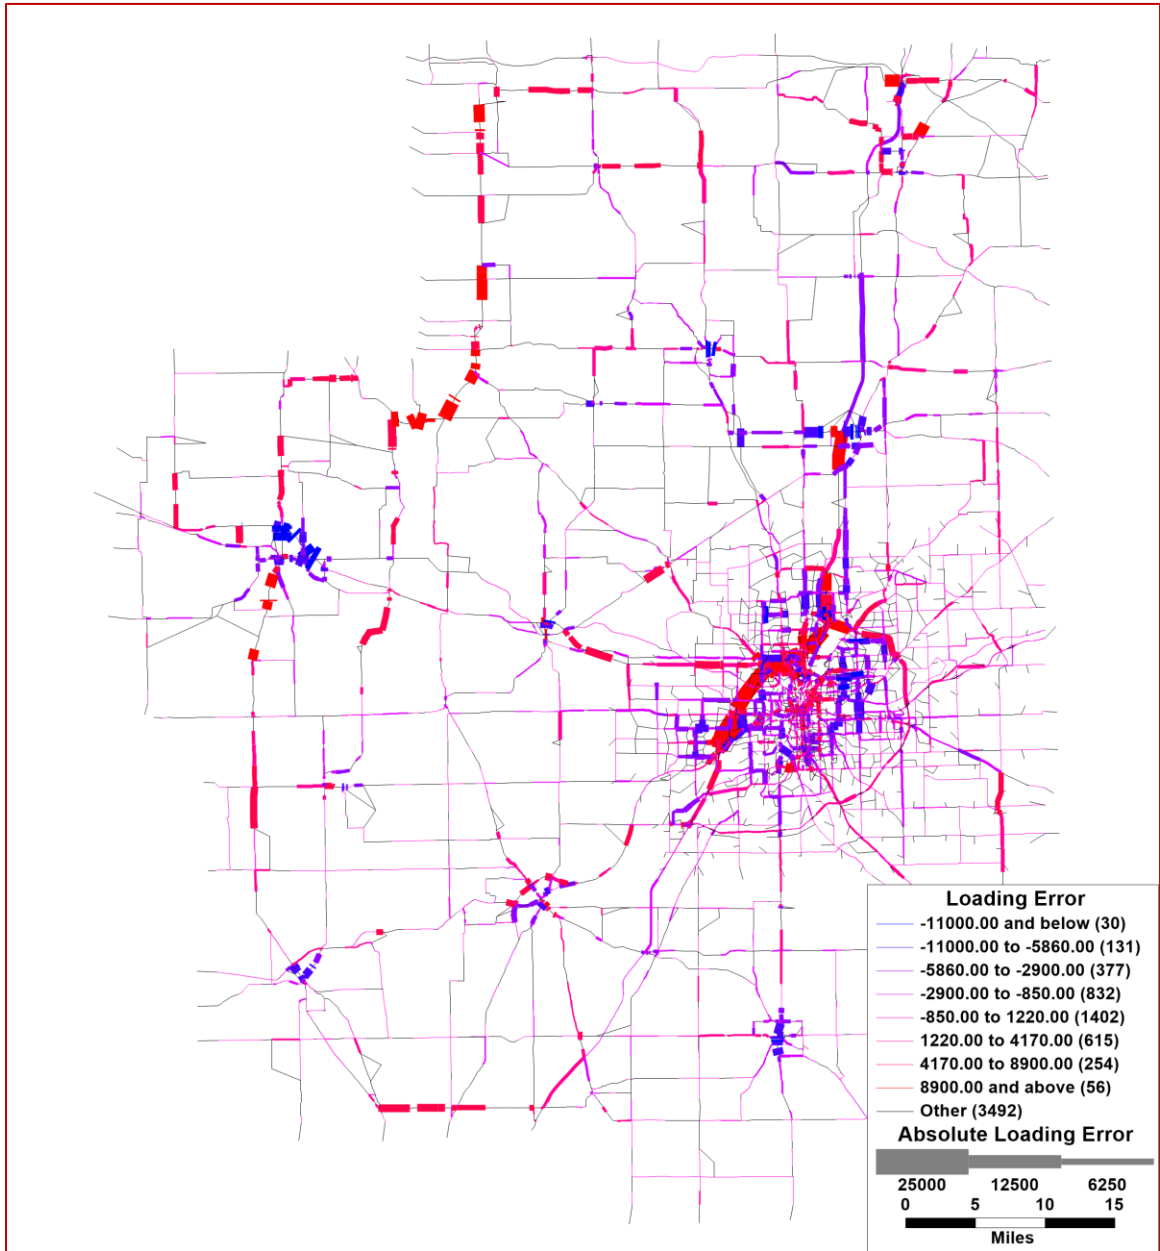 Loading Error
-11000.00 and below (30)
-11000.00 to -5860.00 (131)
-5860.00 to -2900.00 (377)
-2900.00 to -850.00 (832)
-850.00 to 1220.00 (1402)
1220.00 to 4170.00 (615)
4170.00 to 8900.00 (254)
8900.00 and above (56)
Other (3492)
Absolute Loading Error
25000 12500 6250
0 5 10 15
Miles